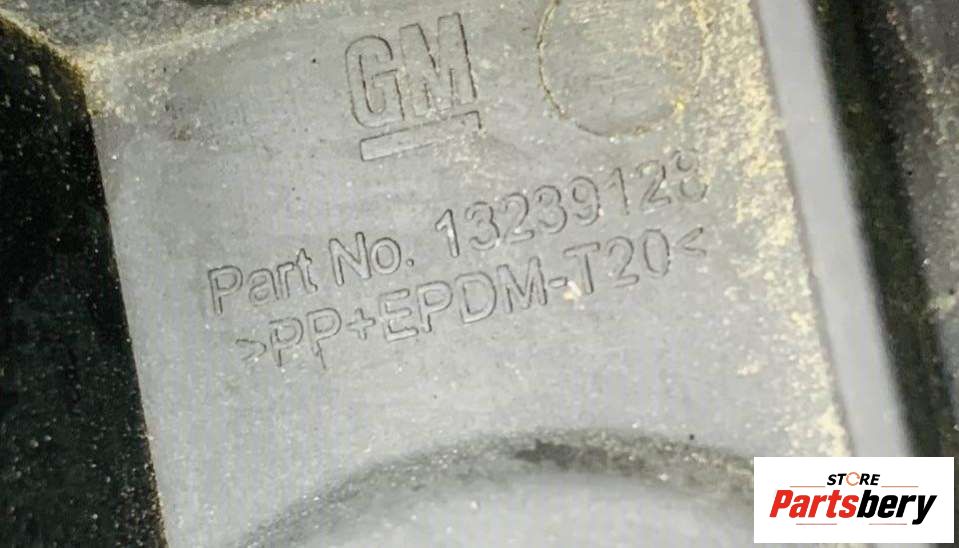 GM
Part No. 13239128
>PP+EPDM-T20<
STORE
Partsbery